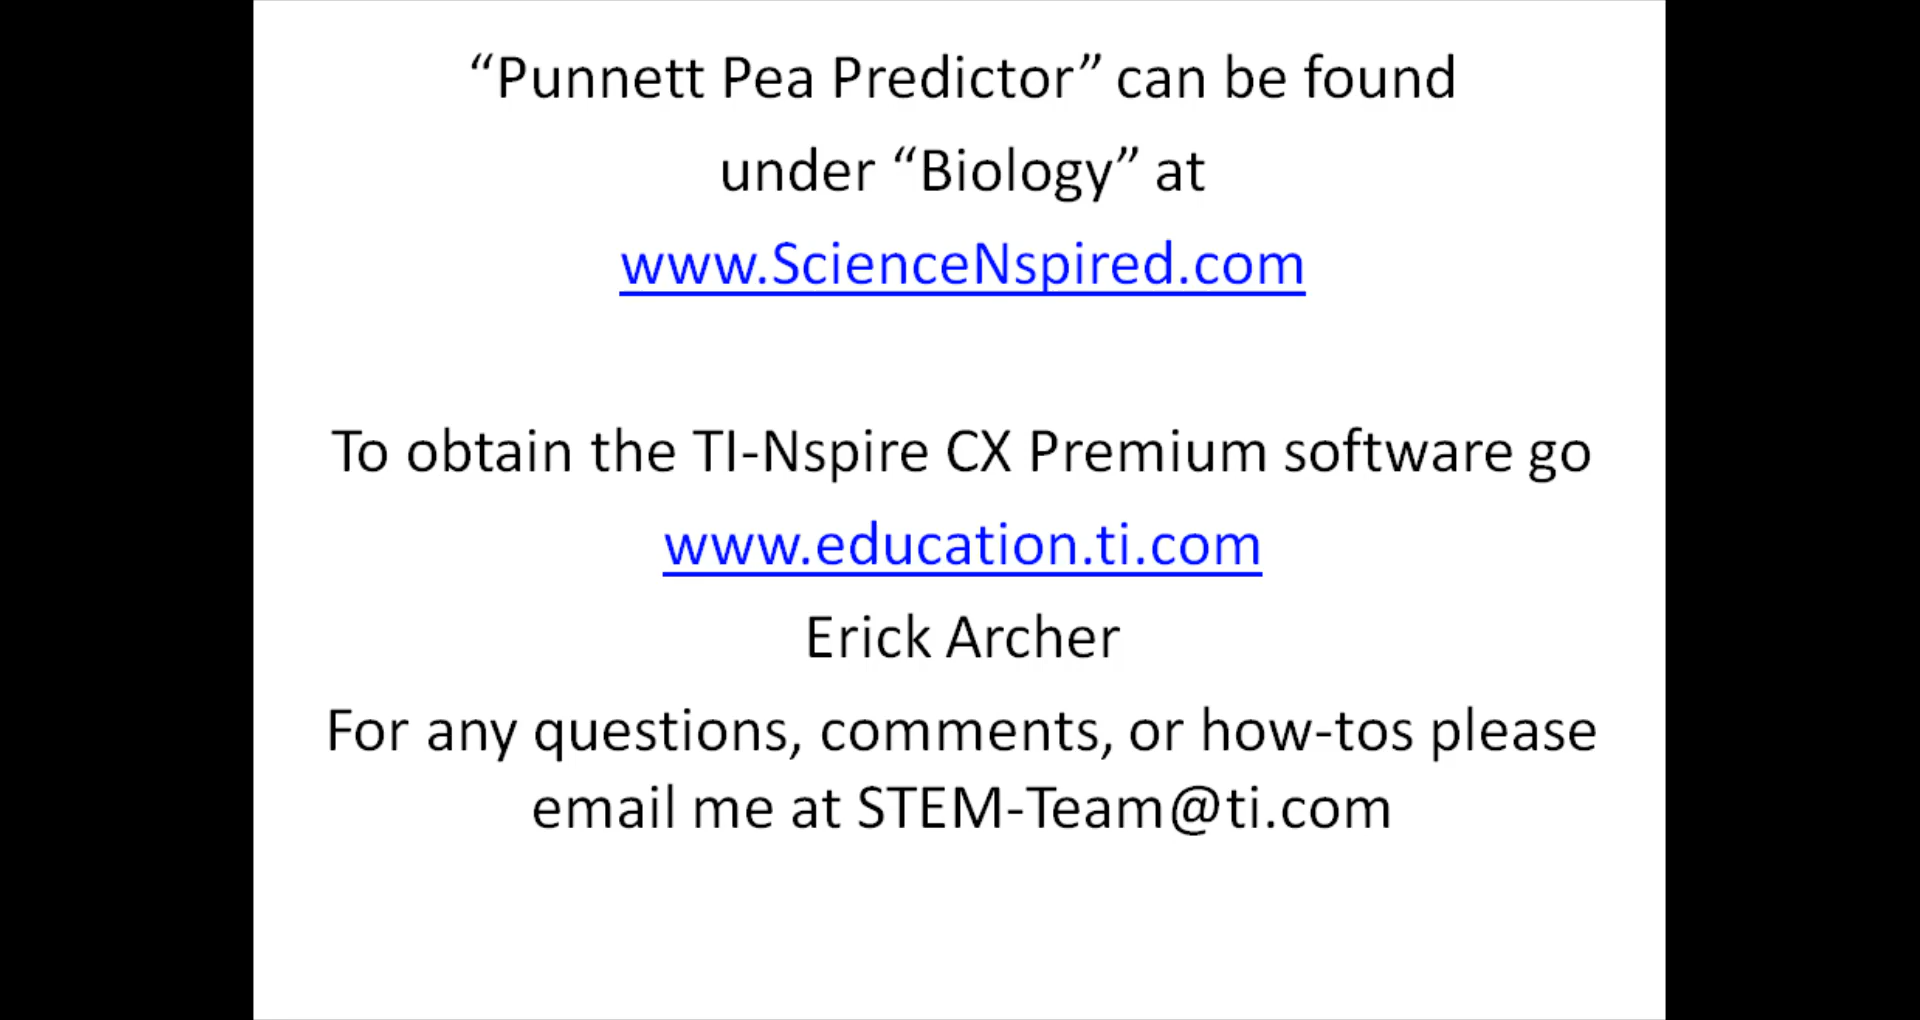 “Punnett Pea Predictor” can be found
under “Biology” at
www.ScienceNspired.com
To obtain the TI-Nspire CX Premium software go
www.education.ti.com
Erick Archer
For any questions, comments, or how-tos please
email me at STEM-Team@ti.com